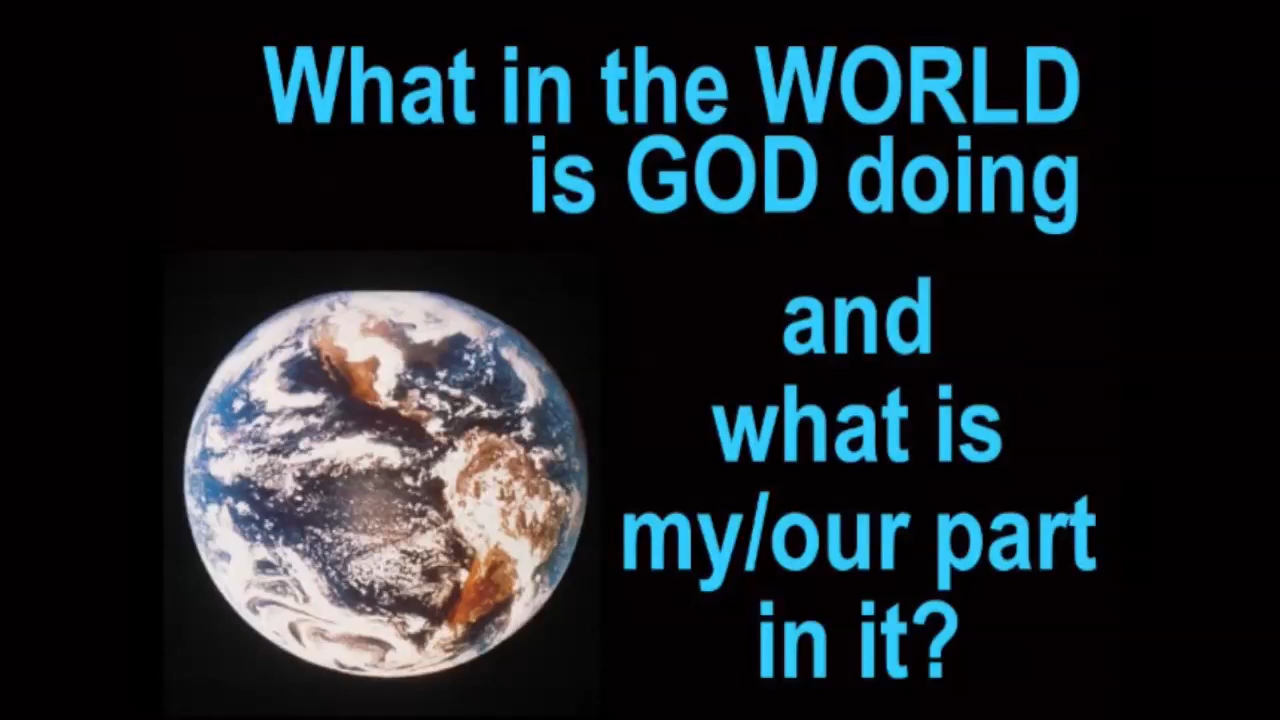 What in the WORLD
is GOD doing
and
what is
my/our part
in it?